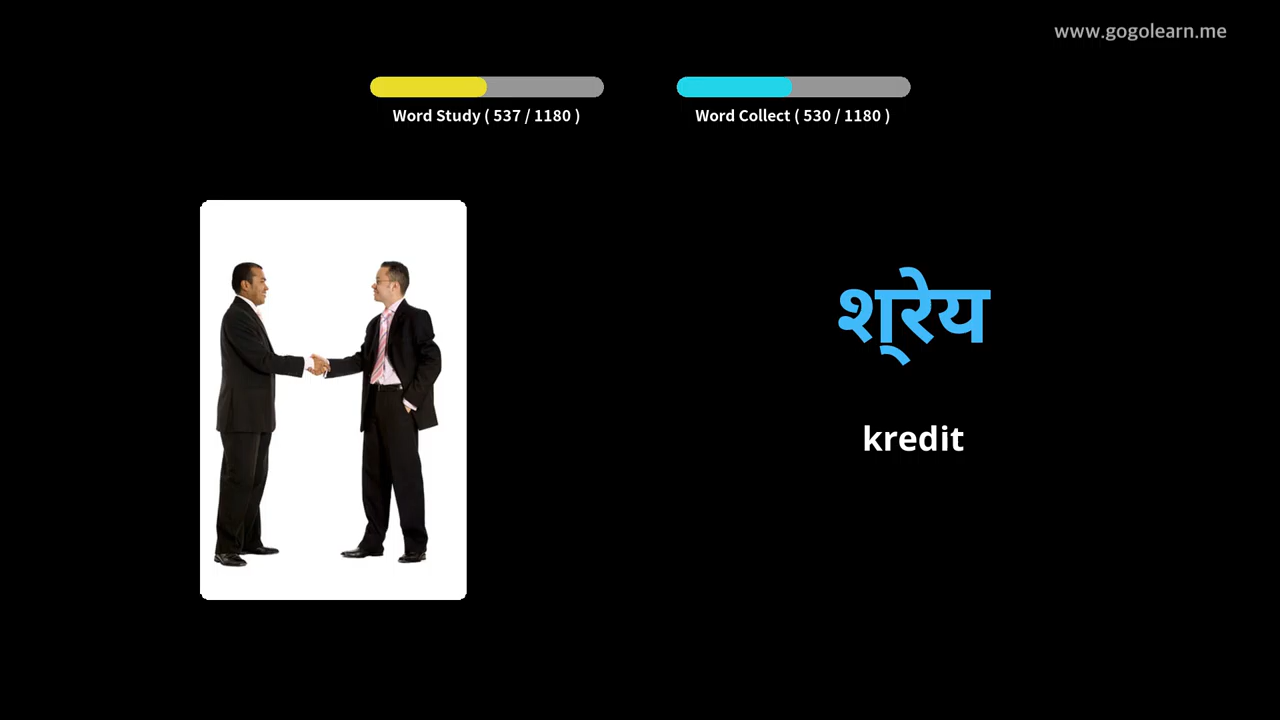 www.gogolearn.me
Word Study ( 537 / 1180 )
Word Collect ( 530 / 1180 )
श्रेय
kredit